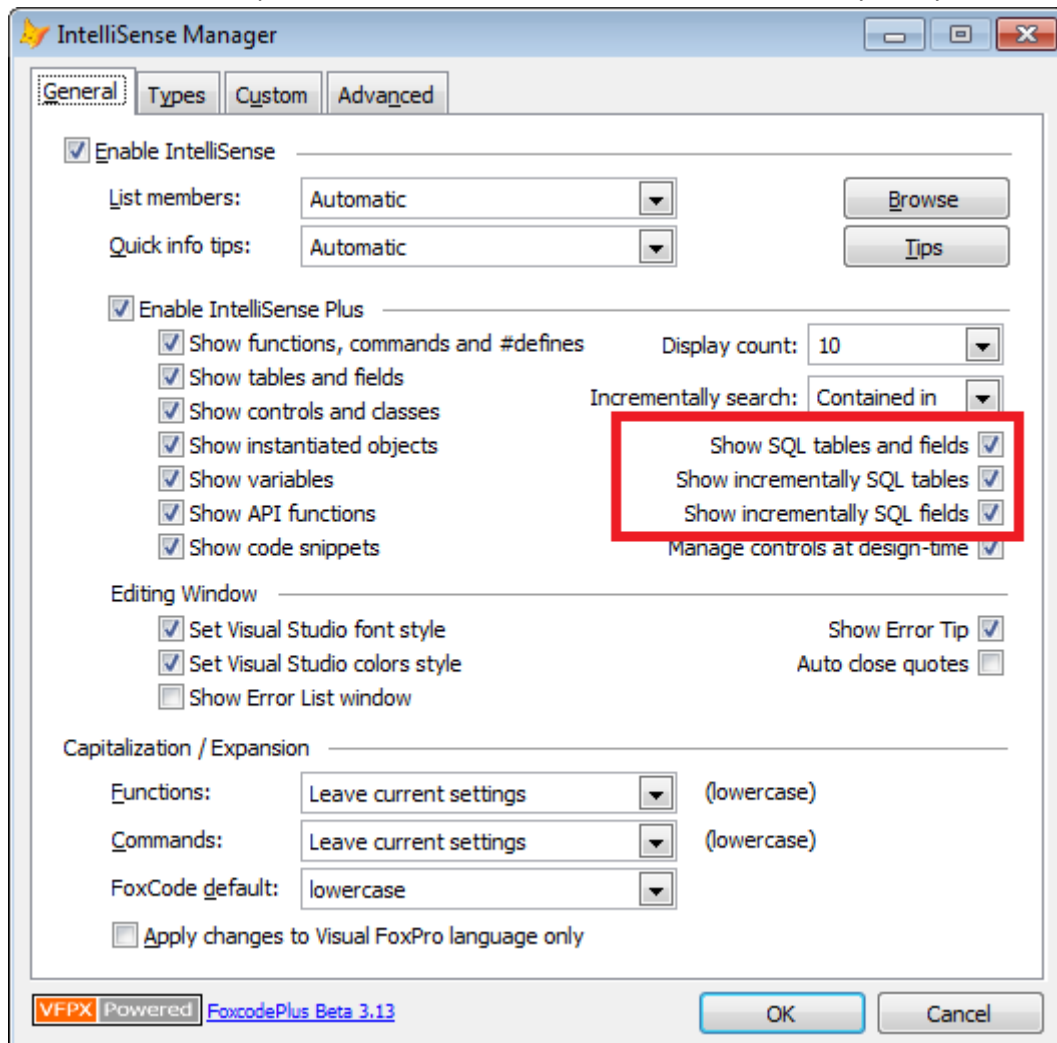 IntelliSense Manager
General Types Custom Advanced
Enable IntelliSense
List members: Automatic Browse
Quick info tips: Automatic Tips
Enable IntelliSense Plus
Show functions, commands and #defines Display count: 10
Show tables and fields
Show controls and classes Incrementally search: Contained in
Show instantiated objects Show SQL tables and fields
Show variables Show incrementally SQL tables
Show API functions Show incrementally SQL fields
Show code snippets Manage controls at design-time
Editing Window
Set Visual Studio font style Show Error Tip
Set Visual Studio colors style Auto close quotes
Show Error List window
Capitalization / Expansion
Functions: Leave current settings (lowercase)
Commands: Leave current settings (lowercase)
FoxCode default: lowercase
Apply changes to Visual FoxPro language only
VFPX Powered FoxcodePlus Beta 3.13 OK Cancel